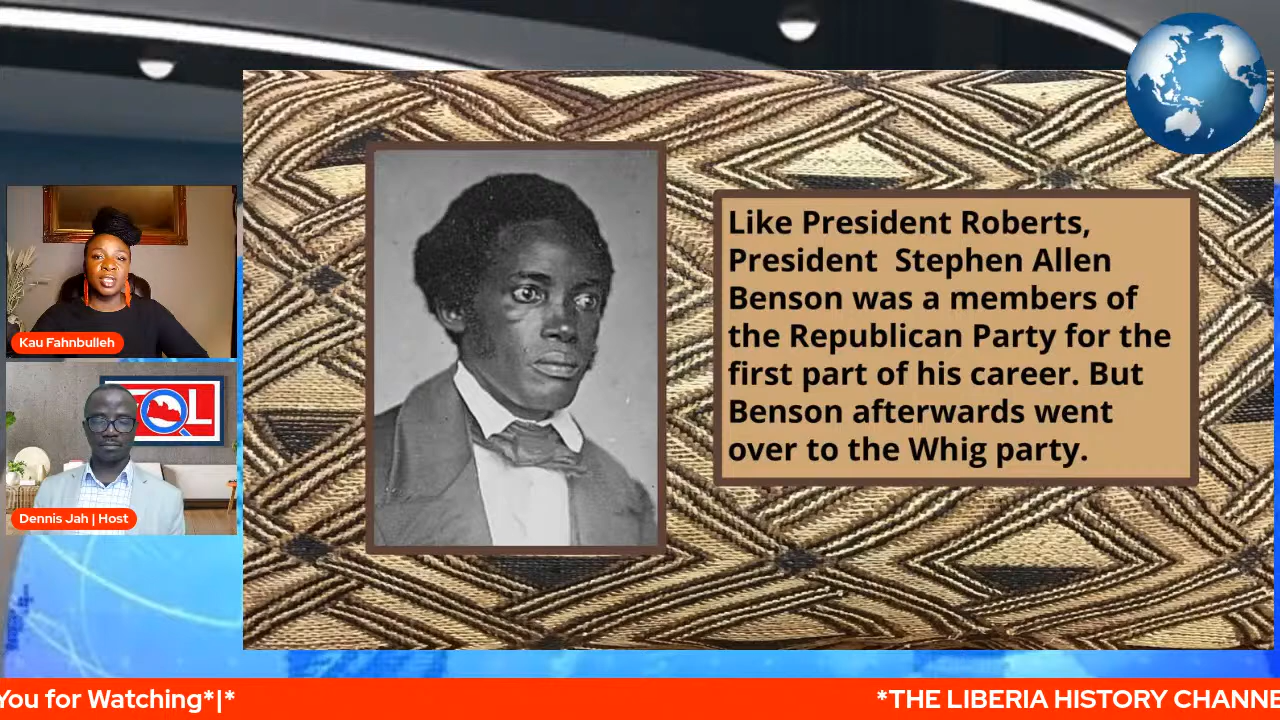 Like President Roberts,
President Stephen Allen
Benson was a members of
the Republican Party for the
first part of his career. But
Benson afterwards went
over to the Whig party.
Kau Fahnbulleh
Dennis Jah | Host
You for Watching*|*
*THE LIBERIA HISTORY CHANNE